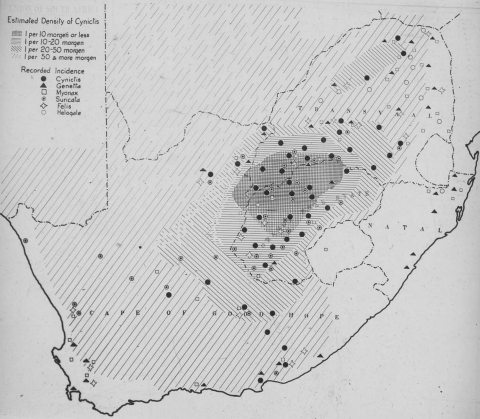 Estimated Density of Cynictis
1 per 10 morgen or less
1 per 10-20 morgen
1 per 20-50 morgen
1 per 50 & more morgen
Recorded Incidence
Cynictis
Genetta
Myonax
Suricata
Felis
Helogale
TRANSVAAL
STATE
NATAL
CAPE OF GOOD HOPE